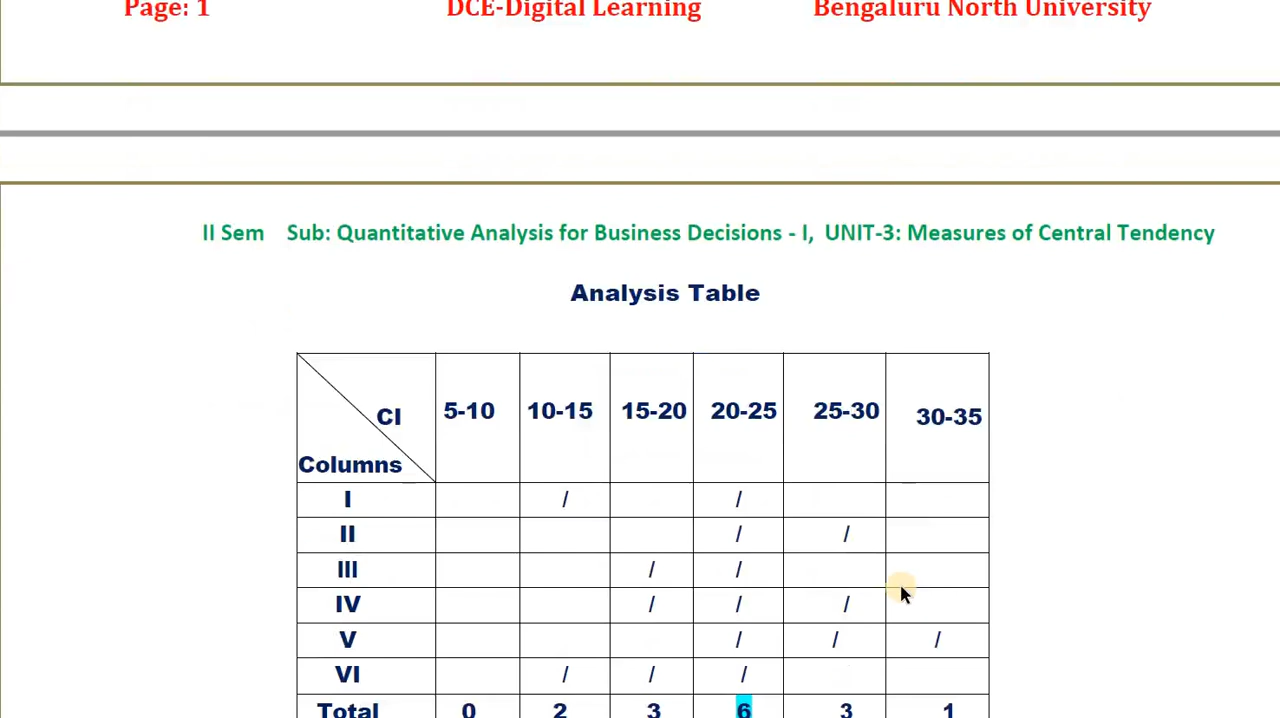 Page: 1 DCE-Digital Learning Bengaluru North University
II Sem Sub: Quantitative Analysis for Business Decisions - I, UNIT-3: Measures of Central Tendency
Analysis Table
CI Columns 5-10 10-15 15-20 20-25 25-30 30-35
I / /
II / /
III / /
IV / / /
V / / /
VI / / /
Total 0 2 3 6 3 1